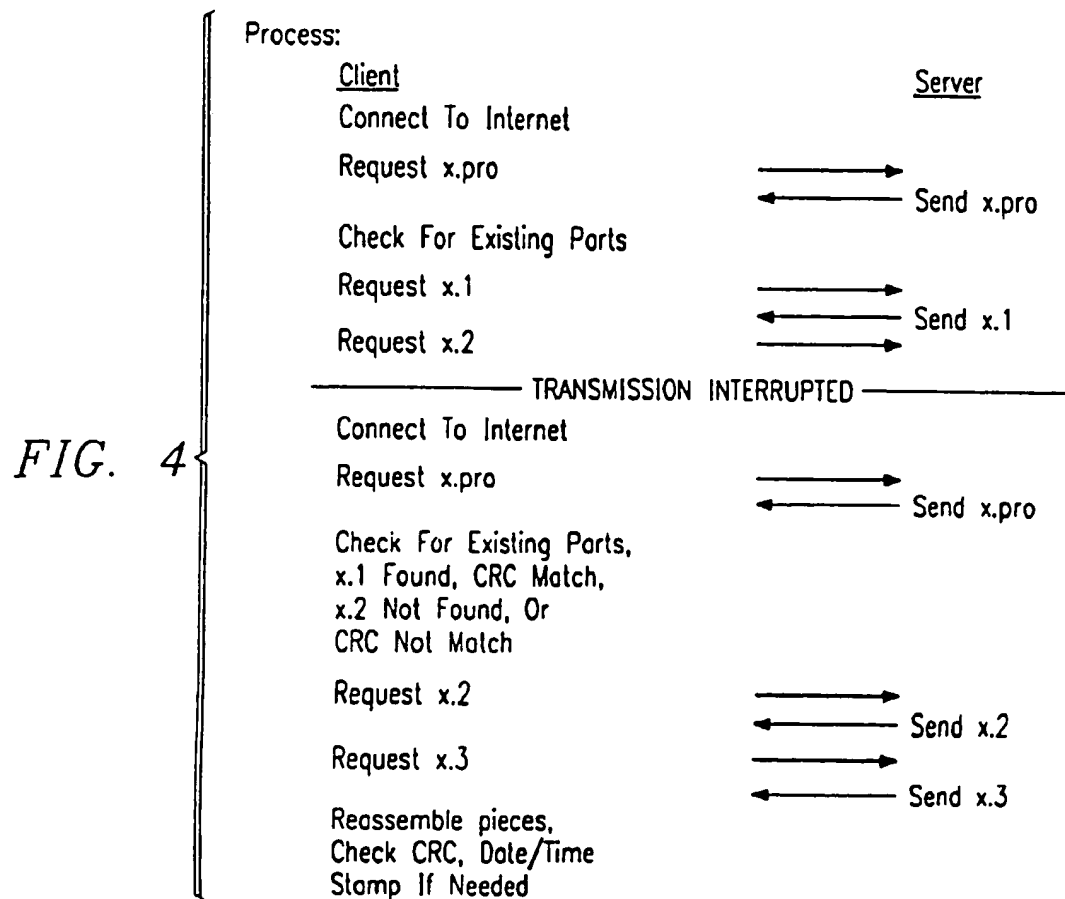 Process:
Client Server
Connect To Internet
Request x.pro
Send x.pro
Check For Existing Parts
Request x.1
Send x.1
Request x.2
TRANSMISSION INTERRUPTED
Connect To Internet
FIG. 4
Request x.pro
Send x.pro
Check For Existing Parts,
x.1 Found, CRC Match,
x.2 Not Found, Or
CRC Not Match
Request x.2
Send x.2
Request x.3
Send x.3
Reassemble pieces,
Check CRC, Date/Time
Stamp If Needed